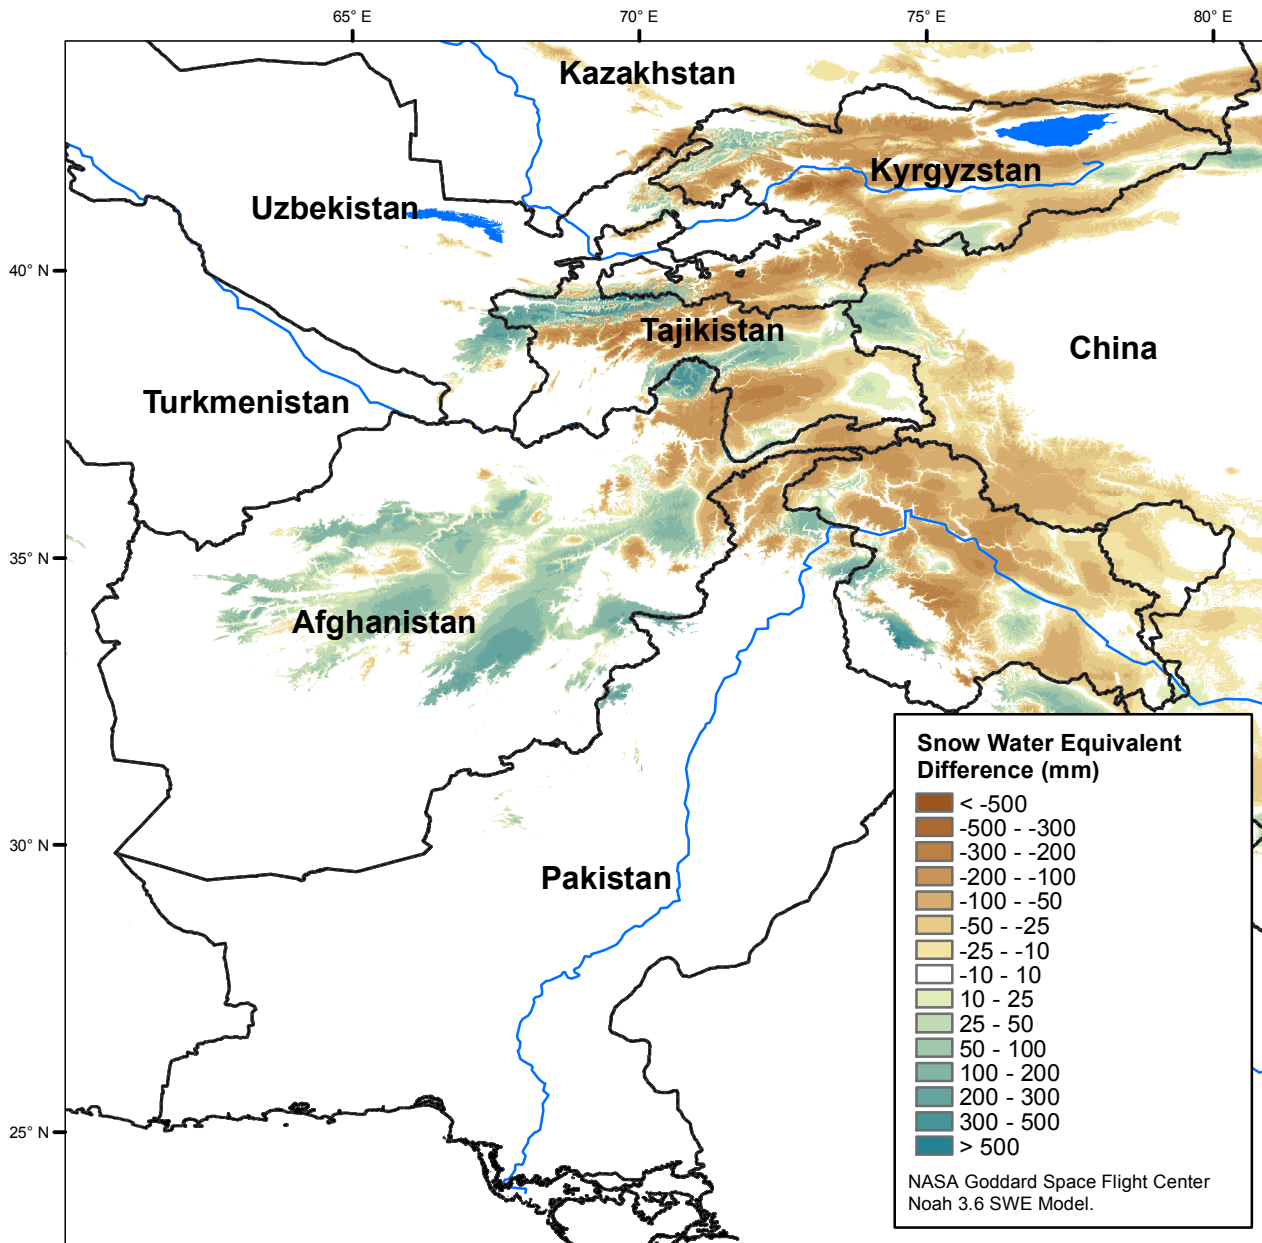 65° E
70° E
75° E
80° E
Kazakhstan
Kyrgyzstan
Uzbekistan
40° N
Tajikistan
China
Turkmenistan
35° N
Afghanistan
Snow Water Equivalent
Difference (mm)
< -500
-500 - -300
-300 - -200
-200 - -100
-100 - -50
-50 - -25
-25 - -10
-10 - 10
10 - 25
25 - 50
50 - 100
100 - 200
200 - 300
300 - 500
> 500
NASA Goddard Space Flight Center
Noah 3.6 SWE Model.
30° N
Pakistan
25° N